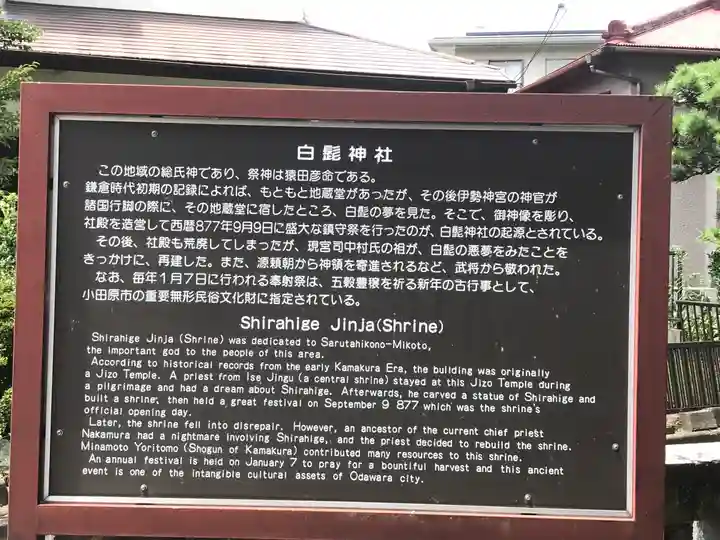 白髭神社
この地域の総氏神であり、祭神は猿田彦命である。
鎌倉時代初期の記録によれば、もともと地蔵堂があったが、その後伊勢神宮の神官が
諸国行脚の際に、その地蔵堂に宿したところ、白髭の夢を見た。そこで、御神像を彫り、
社殿を造営して西暦877年9月9日に盛大な鎮守祭を行ったのが、白髭神社の起源とされている。
その後、社殿も荒廃してしまったが、現宮司中村氏の祖が、白髭の悪夢をみたことを
きっかけに、再建した。また、源頼朝から神領を寄進されるなど、武将から敬われた。
なお、毎年1月7日に行われる奉射祭は、五穀豊穣を祈る新年の古行事として、
小田原市の重要無形民俗文化財に指定されている。
Shirahige Jinja(Shrine)
Shirahige Jinja (Shrine) was dedicated to Sarutahikono-Mikoto,
the important god to the people of this area.
According to historical records from the early Kamakura Era, the building was originally
a Jizo Temple. A priest from Ise Jingu (a central shrine) stayed at this Jizo Temple during
a pilgrimage and had a dream about Shirahige. Afterwards, he carved a statue of Shirahige and
built a shrine, then held a great festival on September 9 877 which was the shrine's
official opening day.
Later, the shrine fell into disrepair. However, an ancestor of the current chief priest
Nakamura had a nightmare involving Shirahige, and the priest decided to rebuild the shrine.
Minamoto Yoritomo (Shogun of Kamakura) contributed many resources to this shrine.
An annual festival is held on January 7 to pray for a bountiful harvest and this ancient
event is one of the intangible cultural assets of Odawara city.